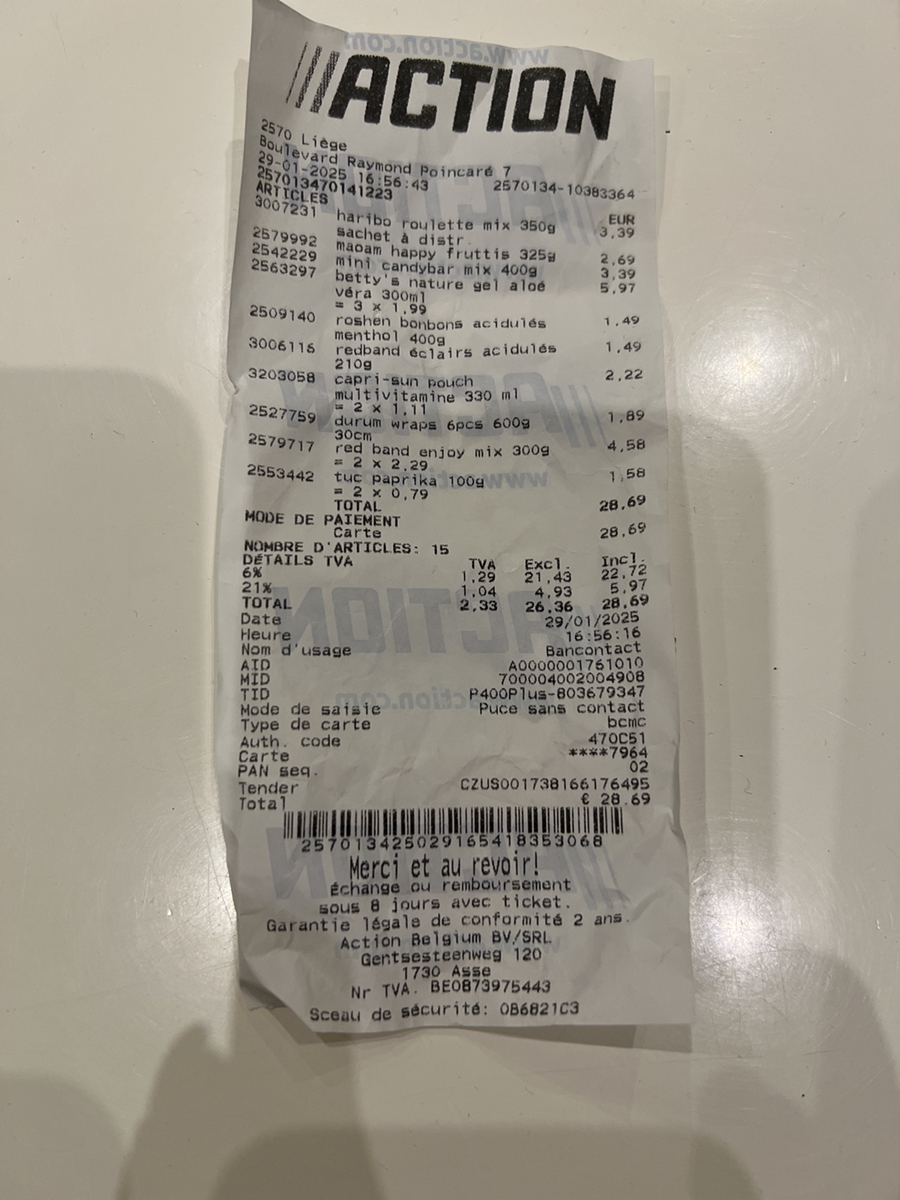 www.action.com
///ACTION
2570 Liège
Boulevard Raymond Poincaré 7
29-01-2025 16:56:43 2570134-10383364
257013470141223
ARTICLES EUR
3007231 haribo roulette mix 350g 3,39
sachet à distr.
2579992 maoam happy fruttis 325g 2,69
2542229 mini candybar mix 400g 3,39
2563297 betty's nature gel aloé 5,97
véra 300ml
= 3 x 1,99
2509140 roshen bonbons acidulés 1,49
menthol 400g
3006116 redband éclairs acidulés 1,49
210g
3203058 capri-sun pouch 2,22
multivitamine 330 ml
= 2 x 1,11
2527759 durum wraps 6pcs 600g 1,89
30cm
2579717 red band enjoy mix 300g 4,58
= 2 x 2,29
2553442 tuc paprika 100g 1,58
= 2 x 0,79
TOTAL 28,69
MODE DE PAIEMENT
Carte 28,69
NOMBRE D'ARTICLES: 15
DÉTAILS TVA TVA Excl. Incl.
6% 1,29 21,43 22,72
21% 1,04 4,93 5,97
TOTAL 2,33 26,36 28,69
Date 29/01/2025
Heure 16:56:16
Nom d'usage Bancontact
AID A0000001761010
MID 700004002004908
TID P400Plus-803679347
Mode de saisie Puce sans contact
Type de carte bcmc
Auth. code 470C51
Carte ****7964
PAN seq. 02
Tender CZUS001738166176495
Total € 28.69
257013425029165418353068
Merci et au revoir!
Échange ou remboursement
sous 8 jours avec ticket.
Garantie légale de conformité 2 ans.
Action Belgium BV/SRL
Gentsesteenweg 120
1730 Asse
Nr TVA. BE0873975443
Sceau de sécurité: 0B6821C3